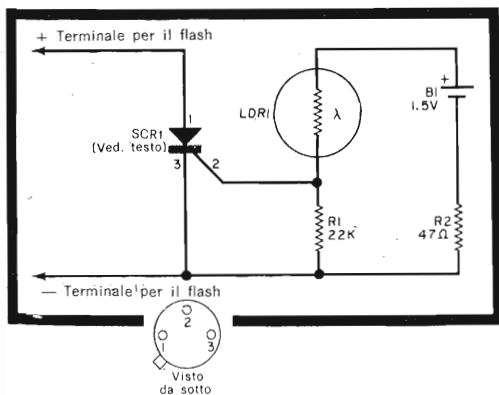 + Terminale per il flash
1
SCR1
(Ved. testo)
3
2
LDR1
λ
+
B1
1.5V
R1
22K
R2
47Ω
— Terminale per il flash
2
1
3
Visto
da sotto